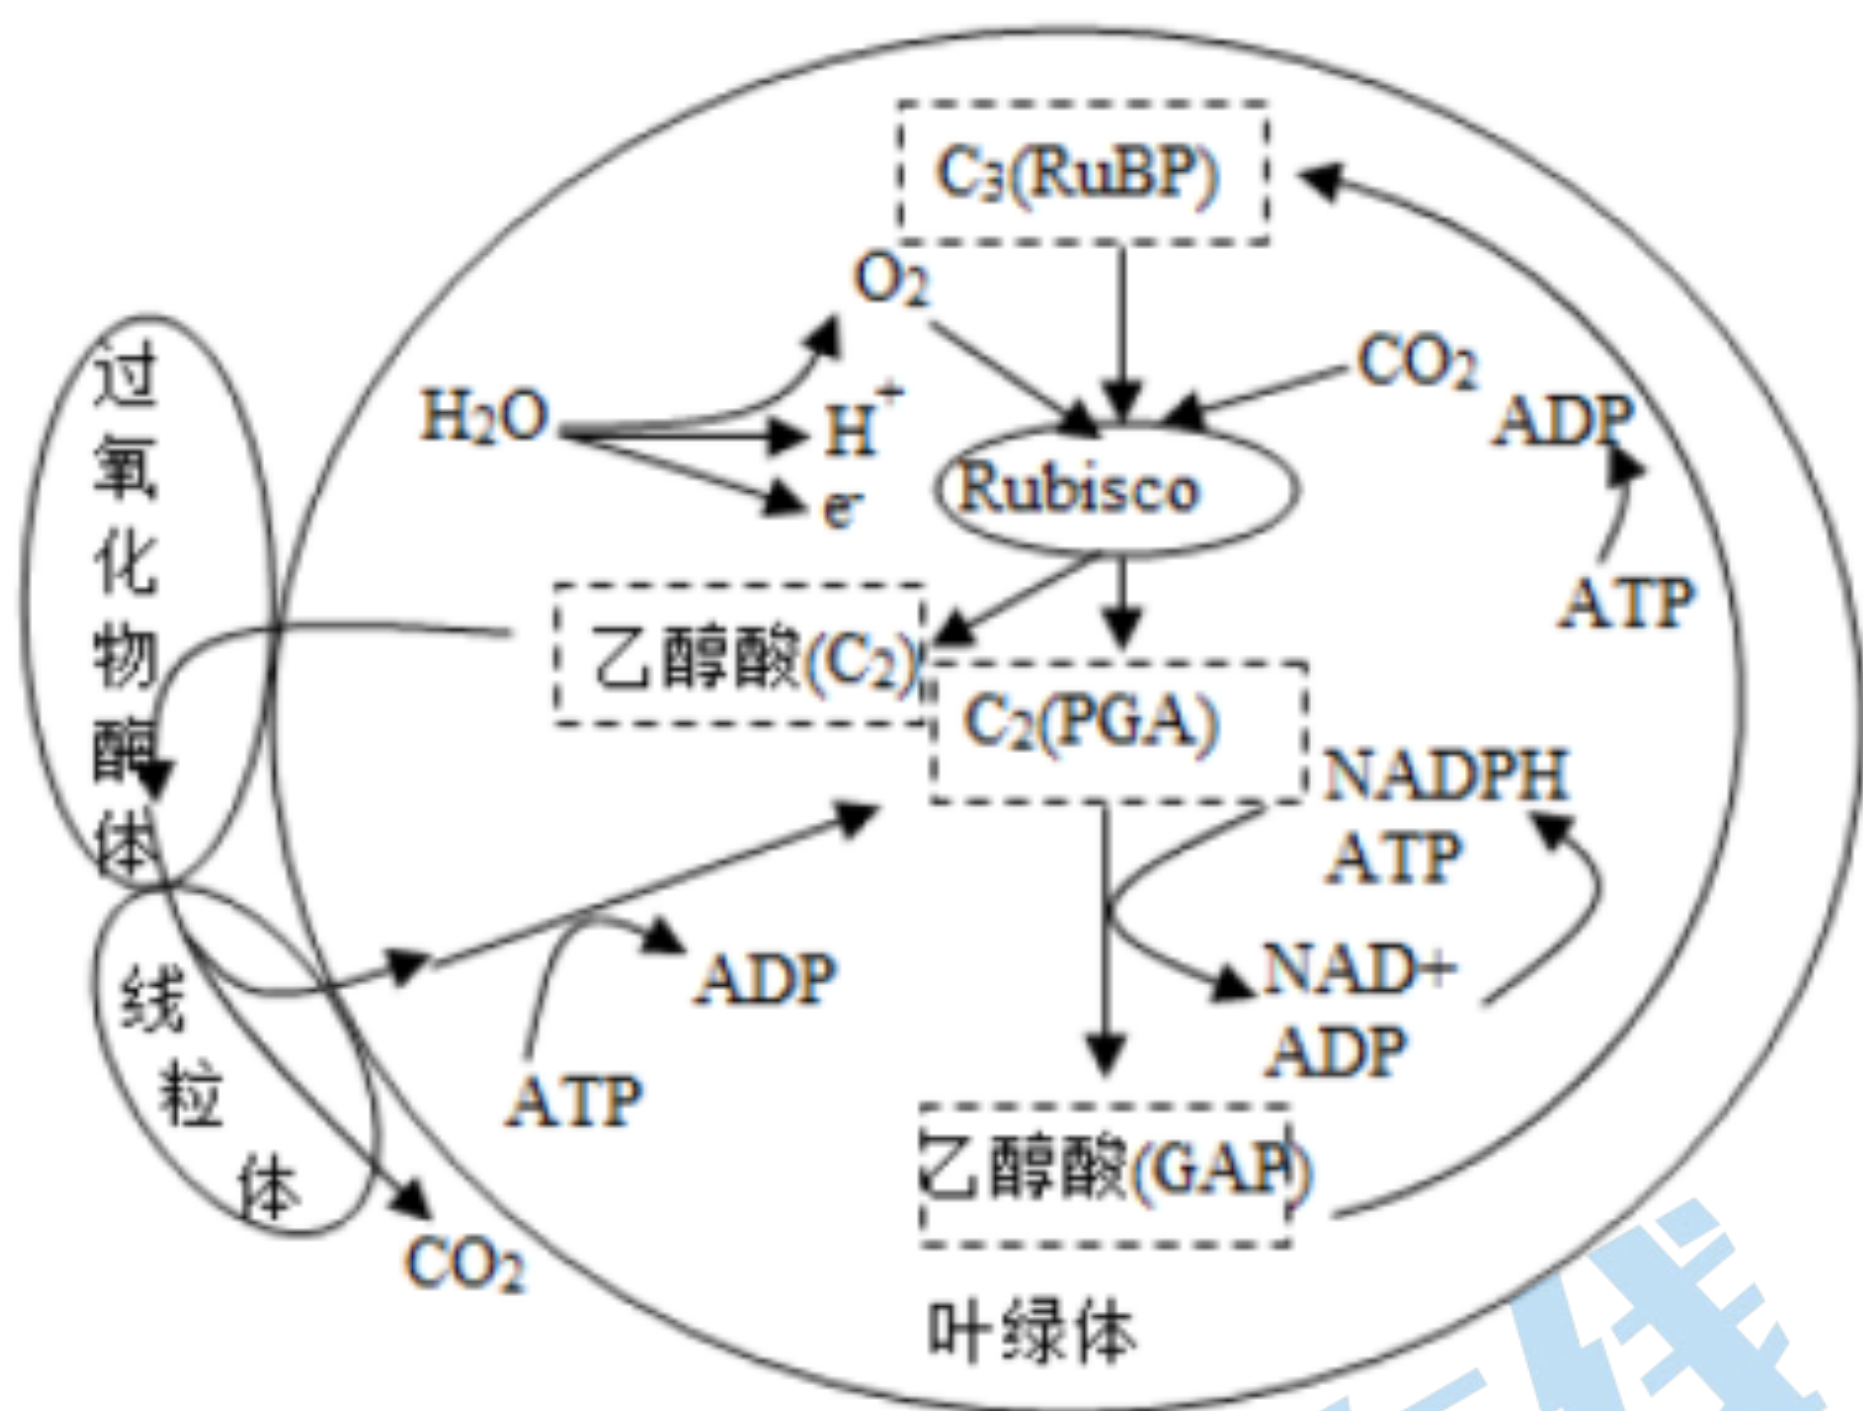 C₃(RuBP)
O₂
CO₂
H₂O
H⁺
e⁻
ADP
Rubisco
ATP
过氧化物酶体
乙醇酸(C₂)
C₂(PGA)
NADPH
ATP
NAD+
ADP
ADP
ATP
线粒体
乙醇酸(GAP)
CO₂
叶绿体
线